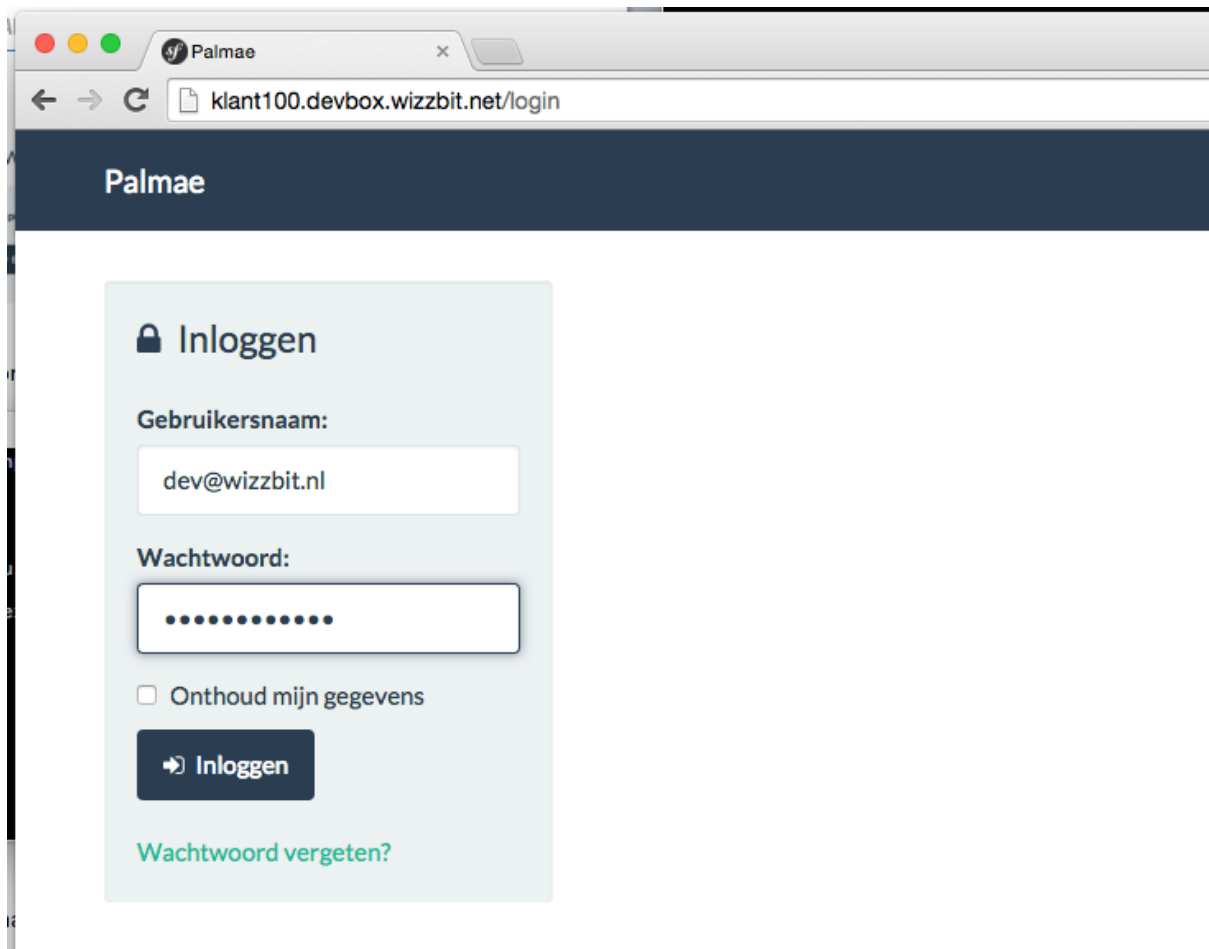 Palmae
klant100.devbox.wizzbit.net/login
Palmae
Inloggen
Gebruikersnaam:
dev@wizzbit.nl
Wachtwoord:
••••••••••••
Onthoud mijn gegevens
Inloggen
Wachtwoord vergeten?